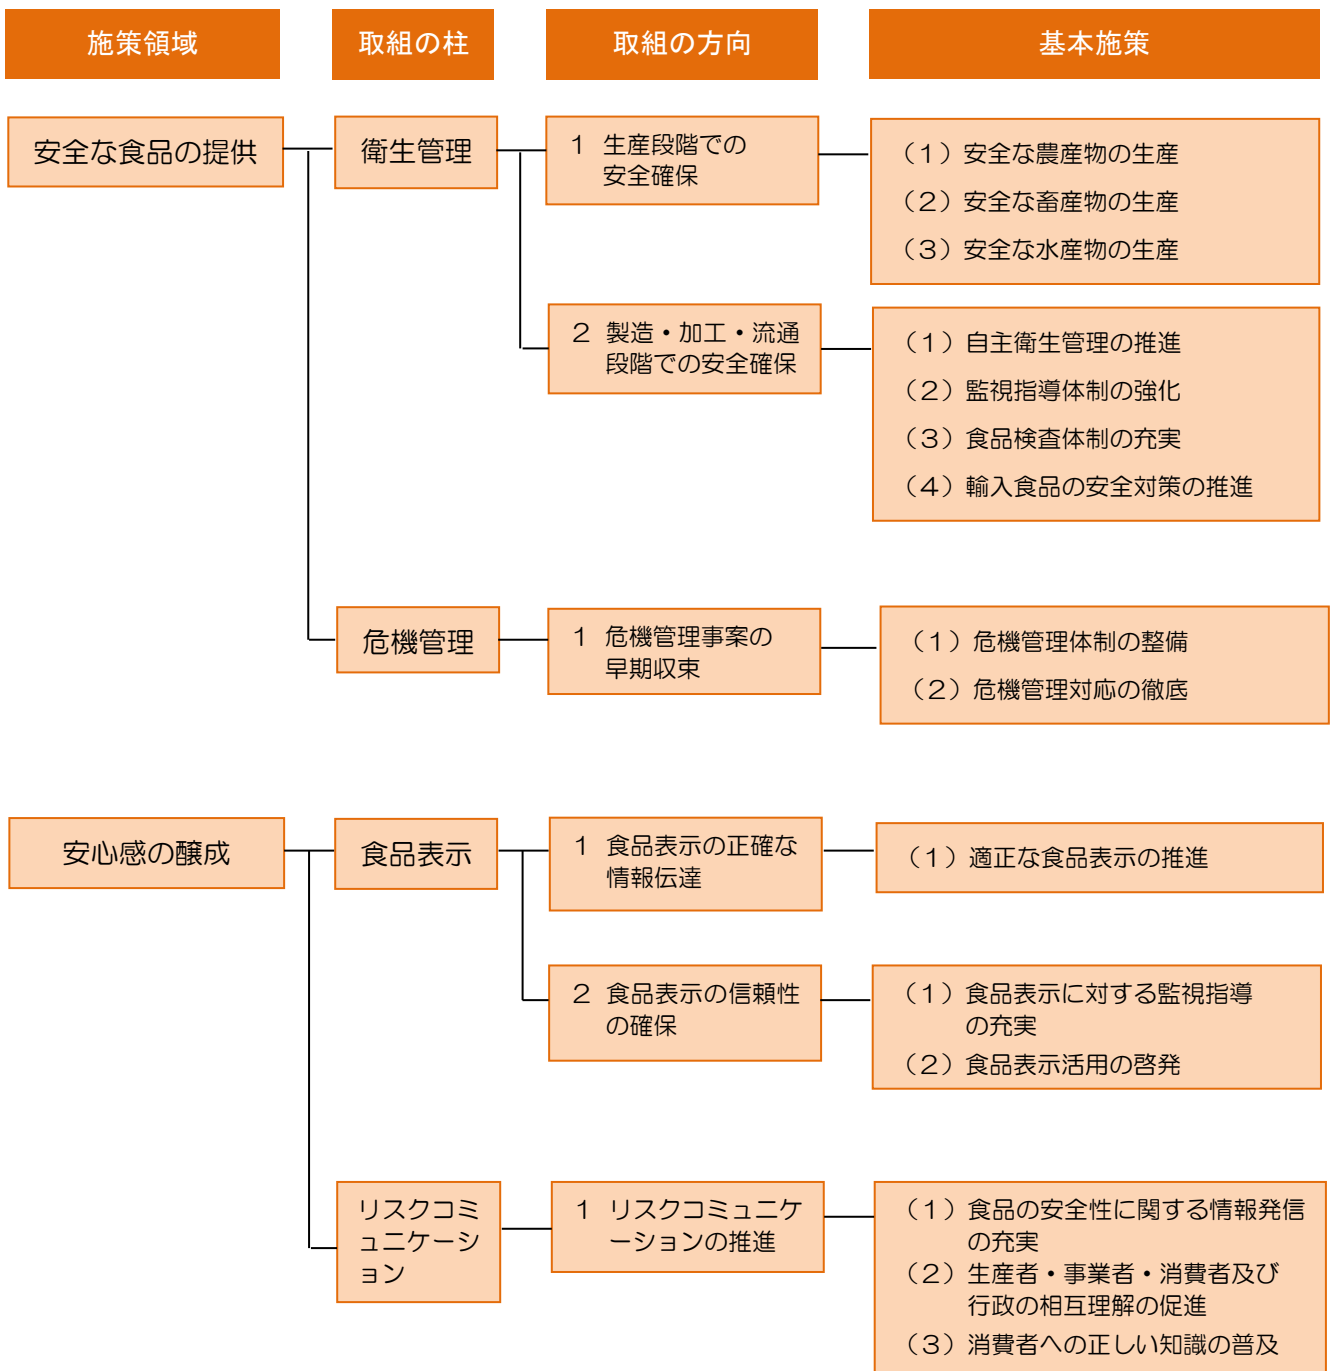 施策領域
取組の柱
取組の方向
基本施策
安全な食品の提供
衛生管理
1 生産段階での
安全確保
(1)安全な農産物の生産
(2)安全な畜産物の生産
(3)安全な水産物の生産
2 製造・加工・流通
段階での安全確保
(1)自主衛生管理の推進
(2)監視指導体制の強化
(3)食品検査体制の充実
(4)輸入食品の安全対策の推進
危機管理
1 危機管理事案の
早期収束
(1)危機管理体制の整備
(2)危機管理対応の徹底
安心感の醸成
食品表示
1 食品表示の正確な
情報伝達
(1)適正な食品表示の推進
2 食品表示の信頼性
の確保
(1)食品表示に対する監視指導
の充実
(2)食品表示活用の啓発
リスクコミ
ュニケーシ
ョン
1 リスクコミュニケ
ーションの推進
(1)食品の安全性に関する情報発信
の充実
(2)生産者・事業者・消費者及び
行政の相互理解の促進
(3)消費者への正しい知識の普及